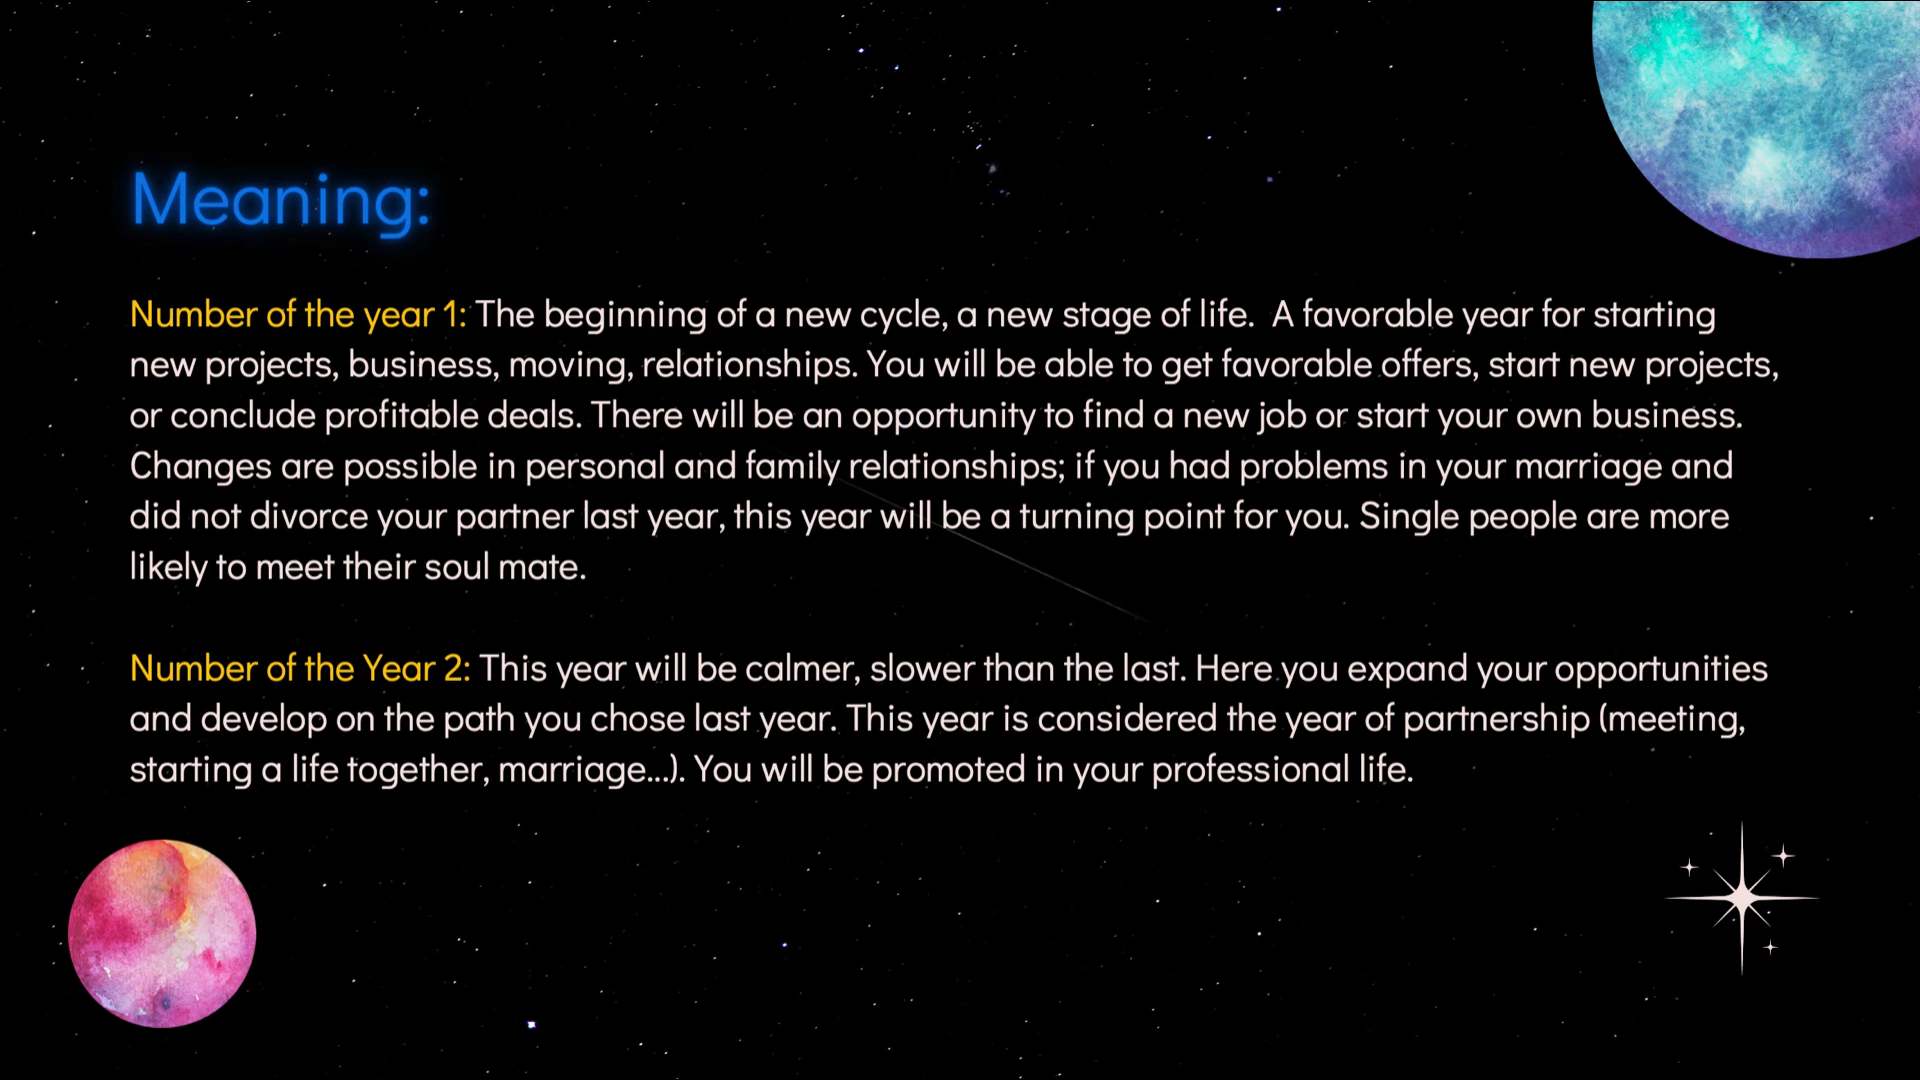 Meaning:
Number of the year 1: The beginning of a new cycle, a new stage of life.  A favorable year for starting
new projects, business, moving, relationships. You will be able to get favorable offers, start new projects,
or conclude profitable deals. There will be an opportunity to find a new job or start your own business.
Changes are possible in personal and family relationships; if you had problems in your marriage and
did not divorce your partner last year, this year will be a turning point for you. Single people are more
likely to meet their soul mate.
Number of the Year 2: This year will be calmer, slower than the last. Here you expand your opportunities
and develop on the path you chose last year. This year is considered the year of partnership (meeting,
starting a life together, marriage...). You will be promoted in your professional life.